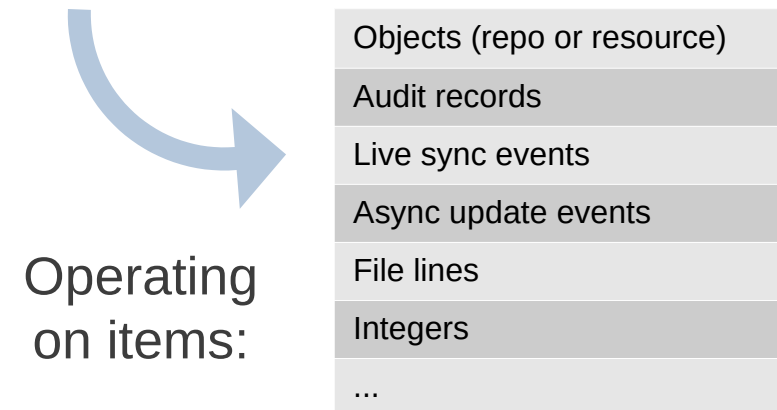 Objects (repo or resource)
Audit records
Live sync events
Async update events
File lines
Integers
...
Operating
on items: